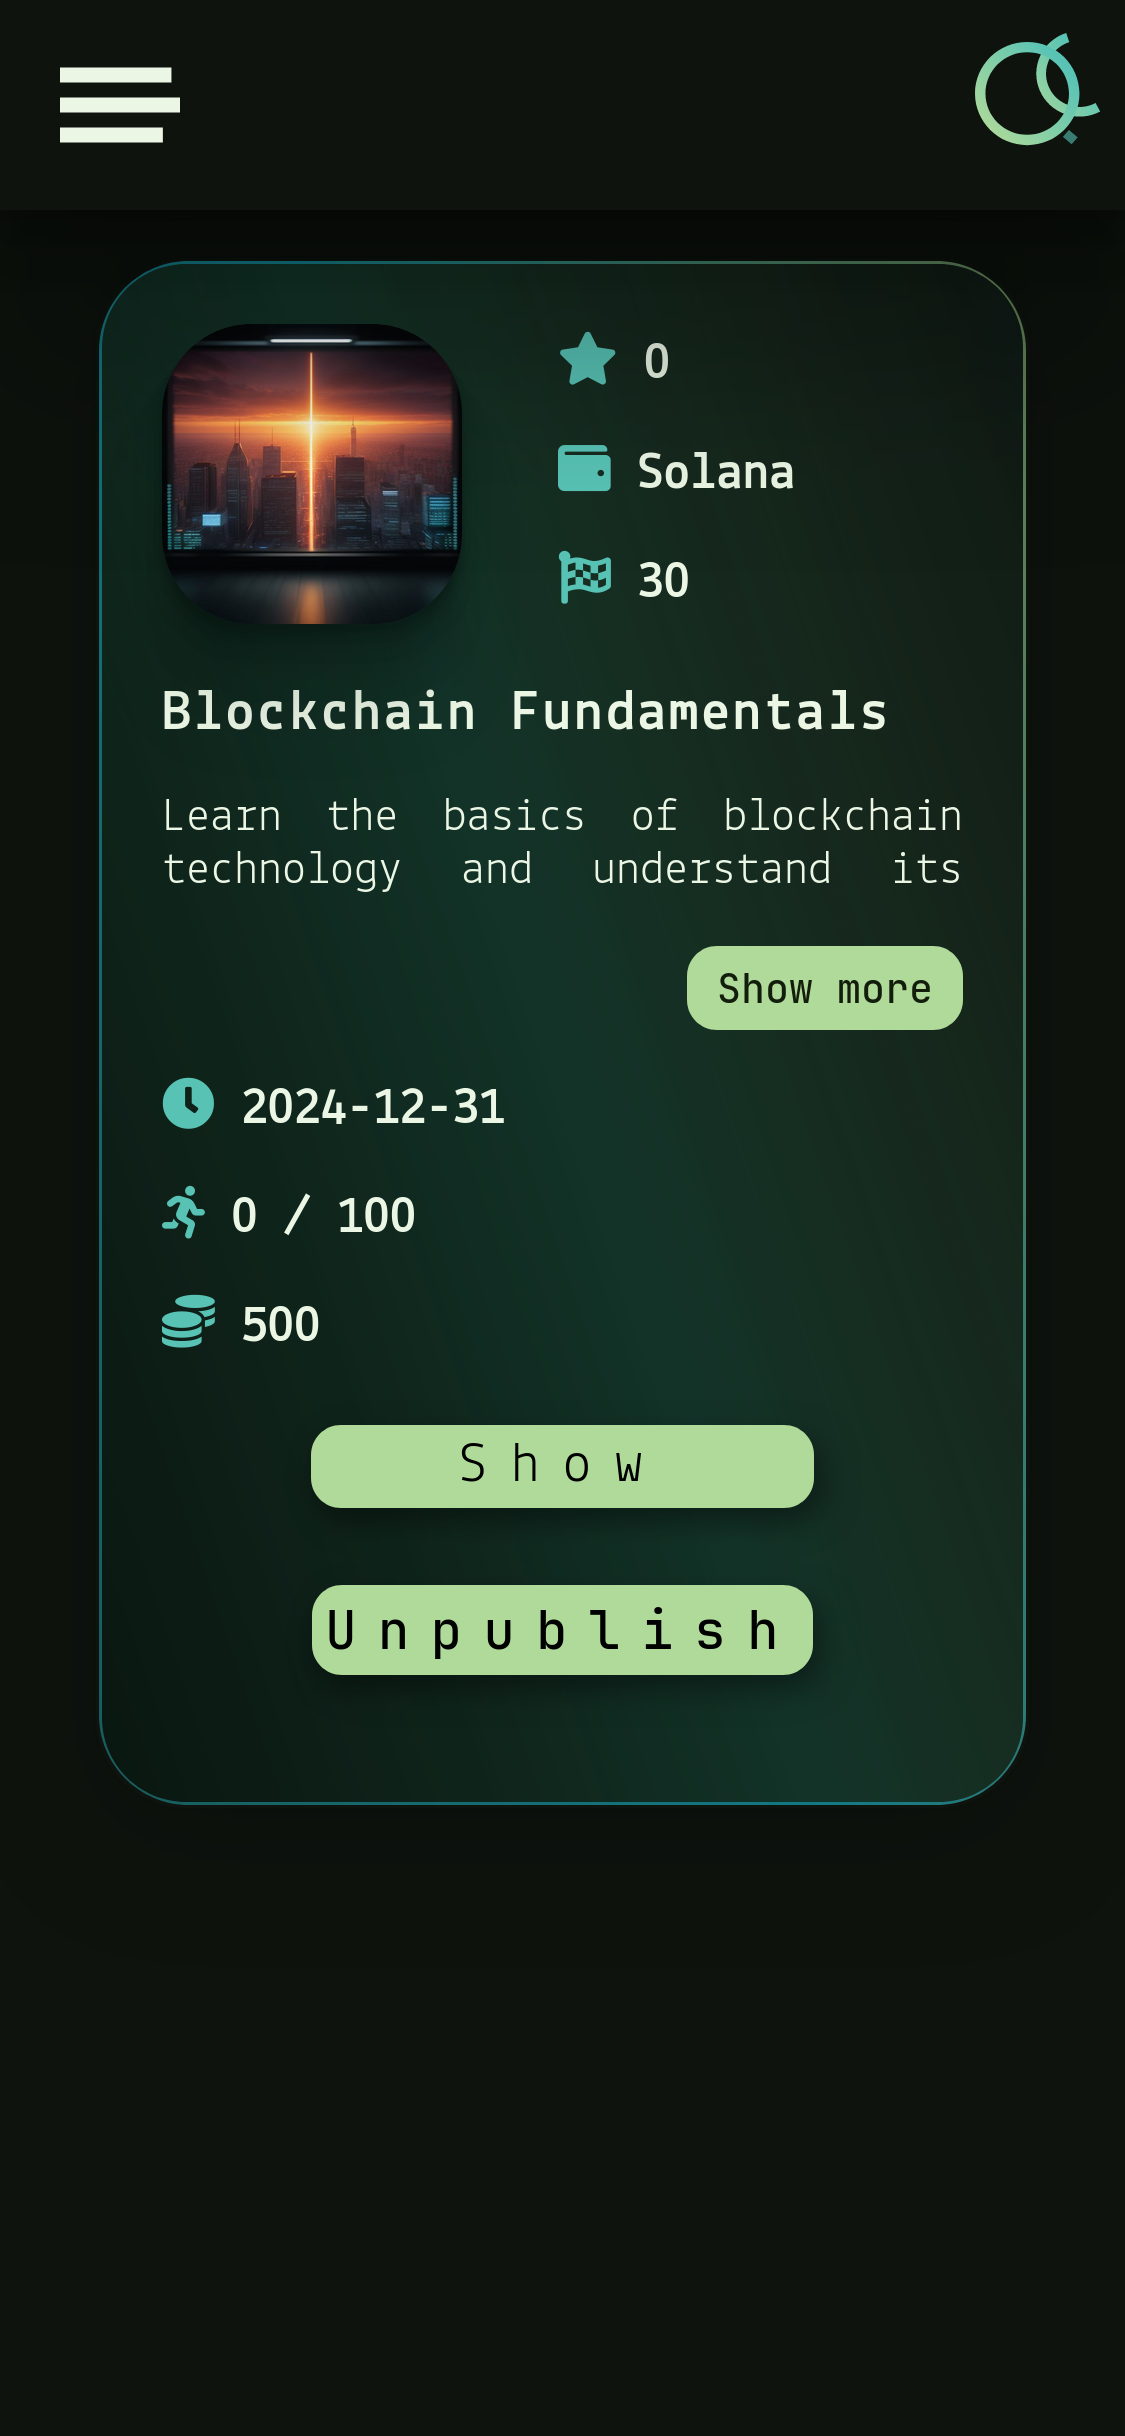 0
Solana
30
Blockchain Fundamentals
Learn the basics of blockchain
technology and understand its
Show more
2024-12-31
0 / 100
500
Show
Unpublish